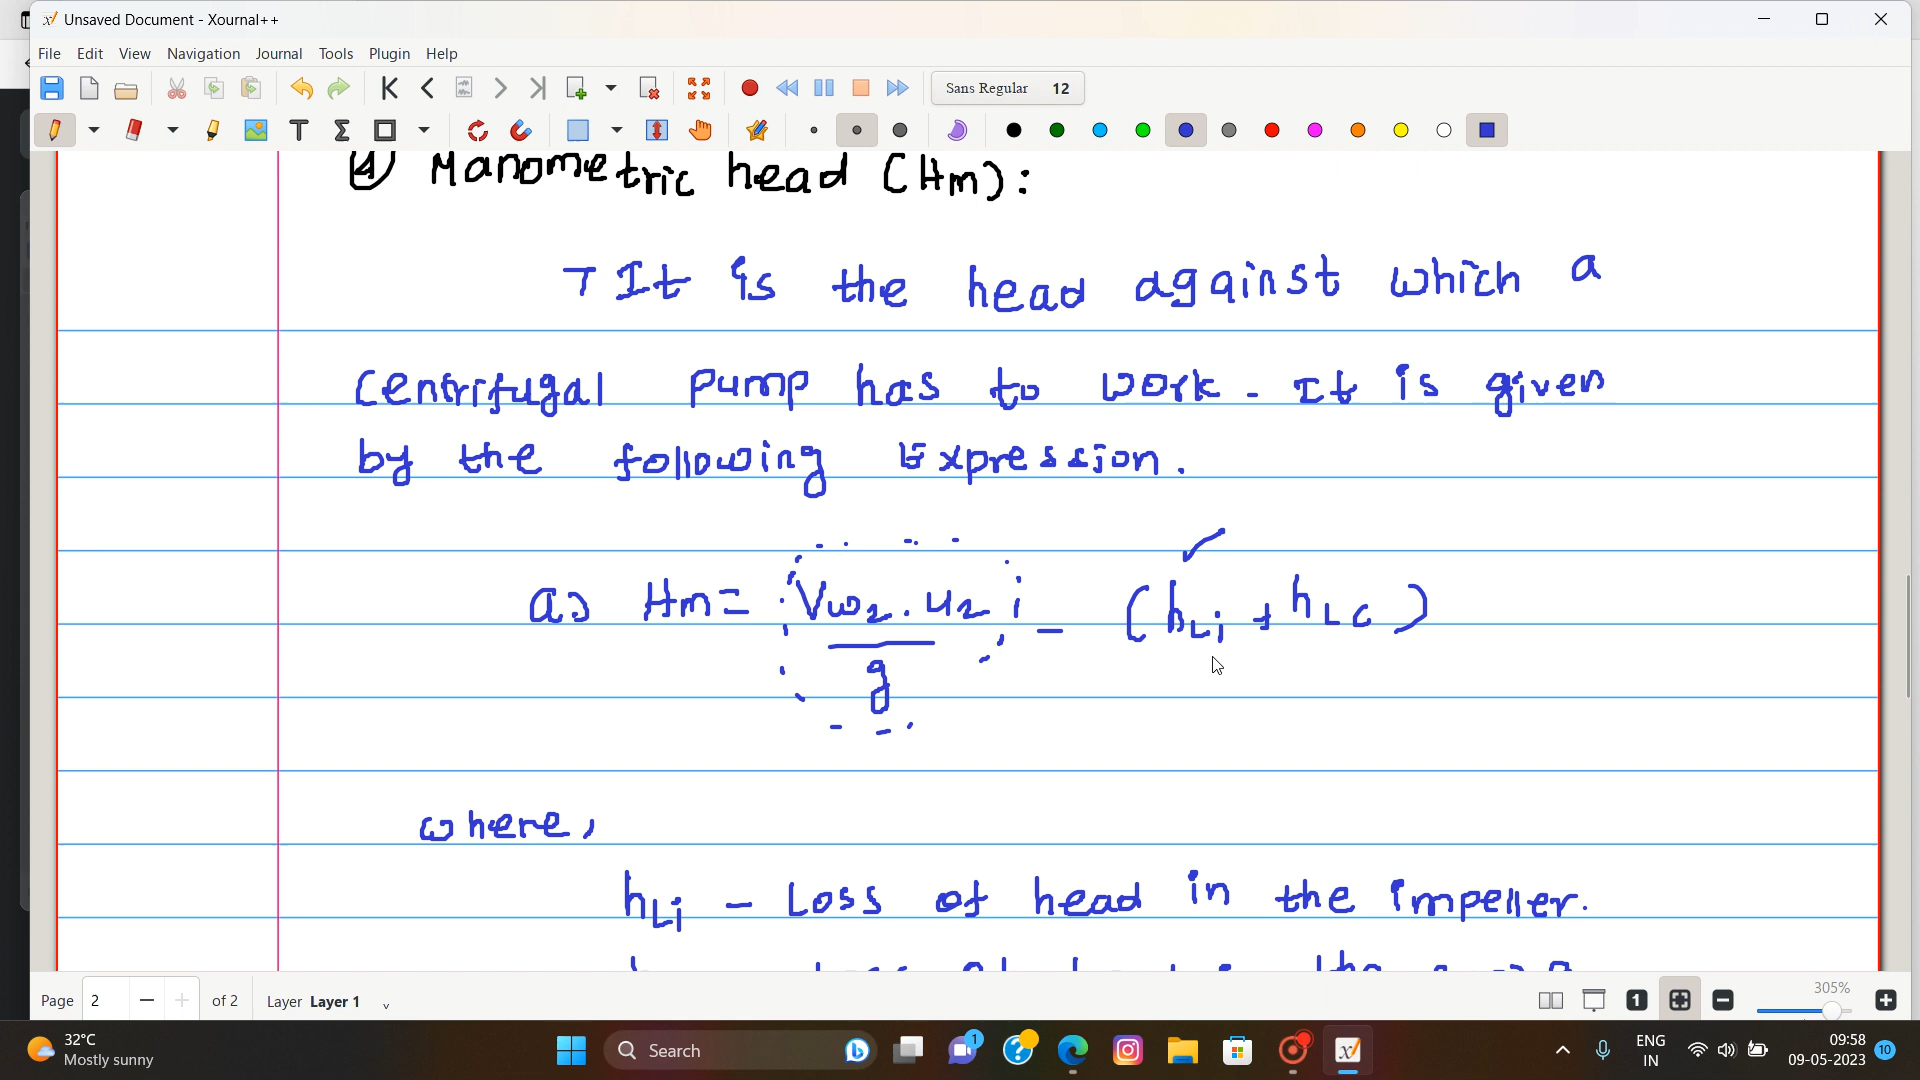 Unsaved Document - Xournal++
File Edit View Navigation Journal Tools Plugin Help
Sans Regular 12
4) Manometric head (Hm):
It is the head against which a
Centrifugal Pump has to work. It is given
by the following Expression.
as Hm = Vw2.u2 / g - (hLi + hLc)
where,
hLi - Loss of head in the impeller.
Page 2 of 2 Layer Layer 1 305%
32°C
Mostly sunny
Search
ENG
IN
09:58
09-05-2023
10